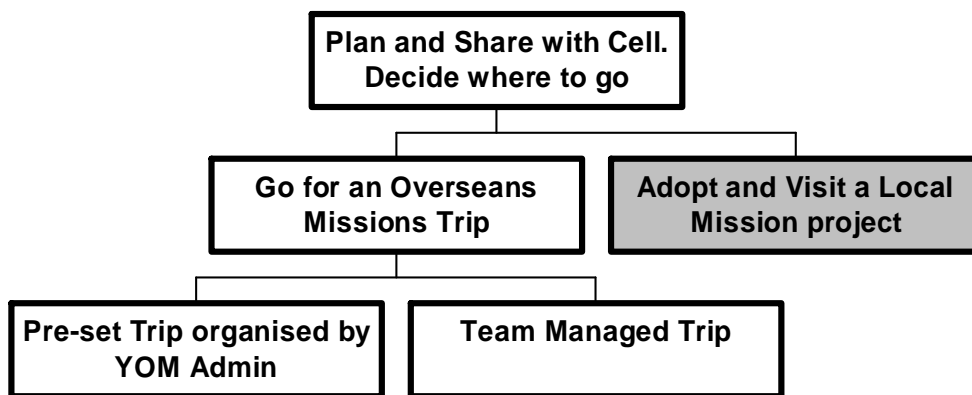 Plan and Share with Cell.
Decide where to go
Go for an Overseans
Missions Trip
Adopt and Visit a Local
Mission project
Pre-set Trip organised by
YOM Admin
Team Managed Trip